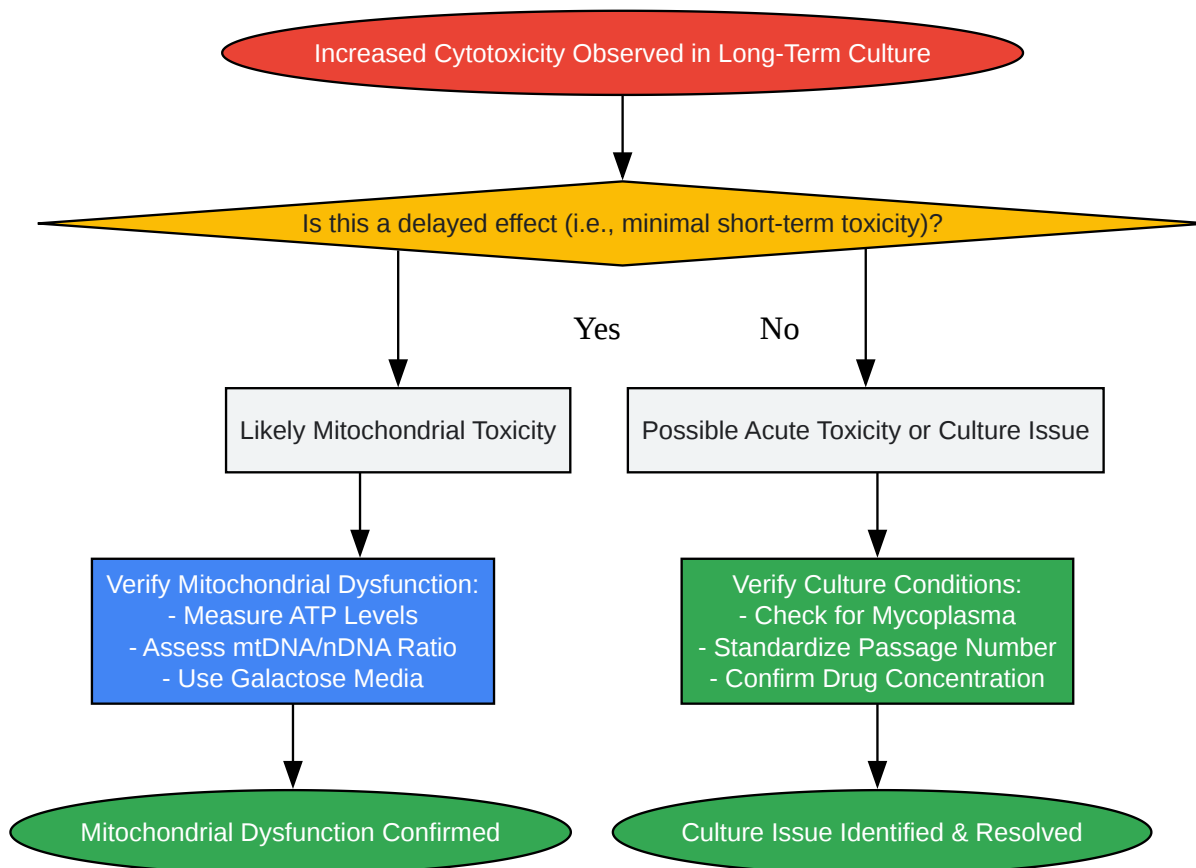 Increased Cytotoxicity Observed in Long-Term Culture
Is this a delayed effect (i.e., minimal short-term toxicity)?
Yes
No
Likely Mitochondrial Toxicity
Possible Acute Toxicity or Culture Issue
Verify Mitochondrial Dysfunction:
- Measure ATP Levels
- Assess mtDNA/nDNA Ratio
- Use Galactose Media
Verify Culture Conditions:
- Check for Mycoplasma
- Standardize Passage Number
- Confirm Drug Concentration
Mitochondrial Dysfunction Confirmed
Culture Issue Identified & Resolved